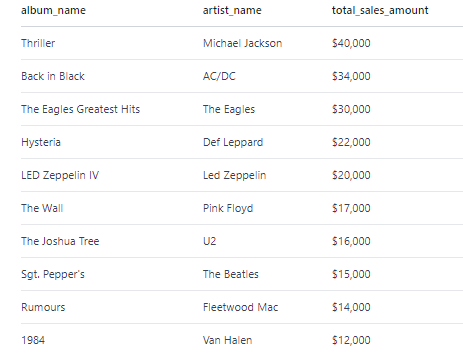 album_name artist_name total_sales_amount
Thriller Michael Jackson $40,000
Back in Black AC/DC $34,000
The Eagles Greatest Hits The Eagles $30,000
Hysteria Def Leppard $22,000
LED Zeppelin IV Led Zeppelin $20,000
The Wall Pink Floyd $17,000
The Joshua Tree U2 $16,000
Sgt. Pepper's The Beatles $15,000
Rumours Fleetwood Mac $14,000
1984 Van Halen $12,000